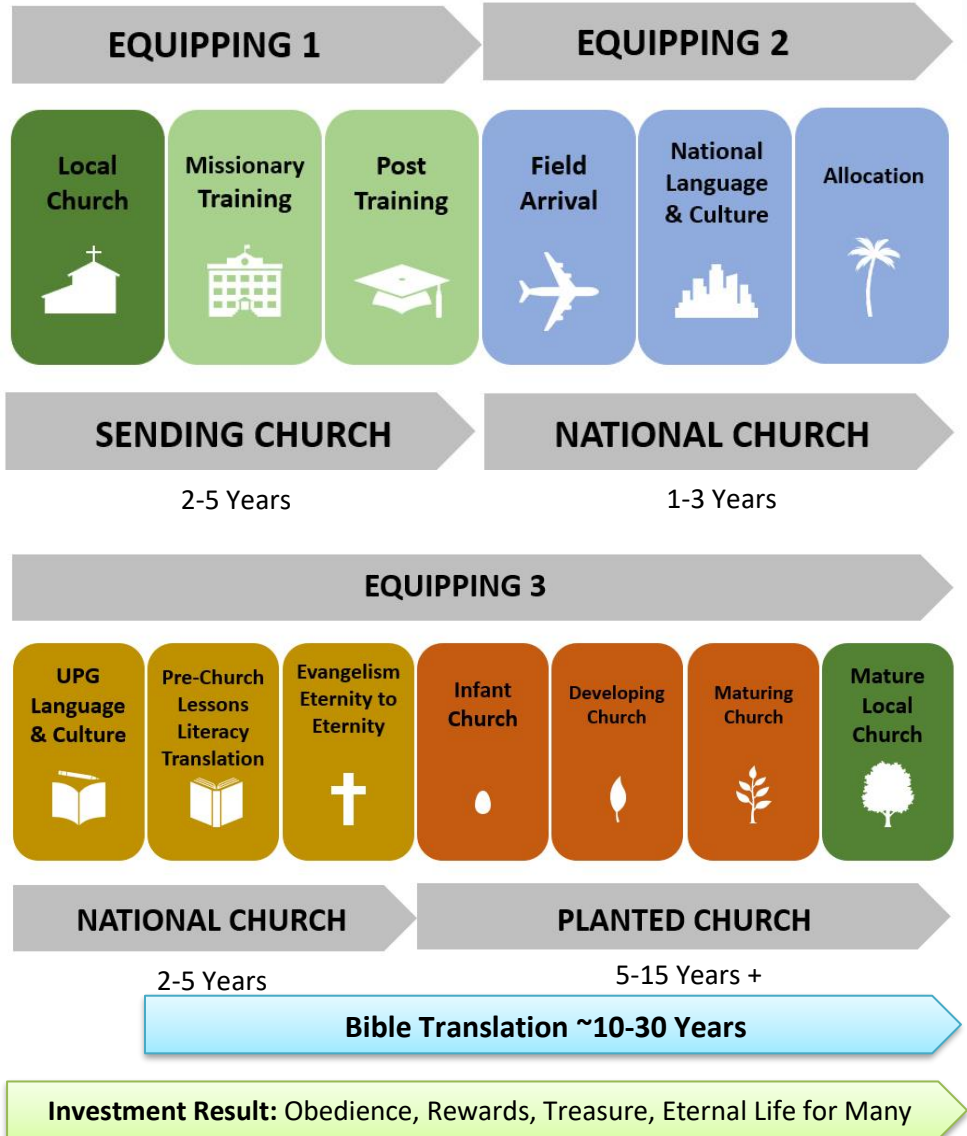 EQUIPPING 1
EQUIPPING 2
Local
Church
Missionary
Training
Post
Training
Field
Arrival
National
Language
& Culture
Allocation
SENDING CHURCH
NATIONAL CHURCH
2-5 Years
1-3 Years
EQUIPPING 3
UPG
Language
& Culture
Pre-Church
Lessons
Literacy
Translation
Evangelism
Eternity to
Eternity
Infant
Church
Developing
Church
Maturing
Church
Mature
Local
Church
NATIONAL CHURCH
PLANTED CHURCH
2-5 Years
5-15 Years +
Bible Translation ~10-30 Years
Investment Result: Obedience, Rewards, Treasure, Eternal Life for Many